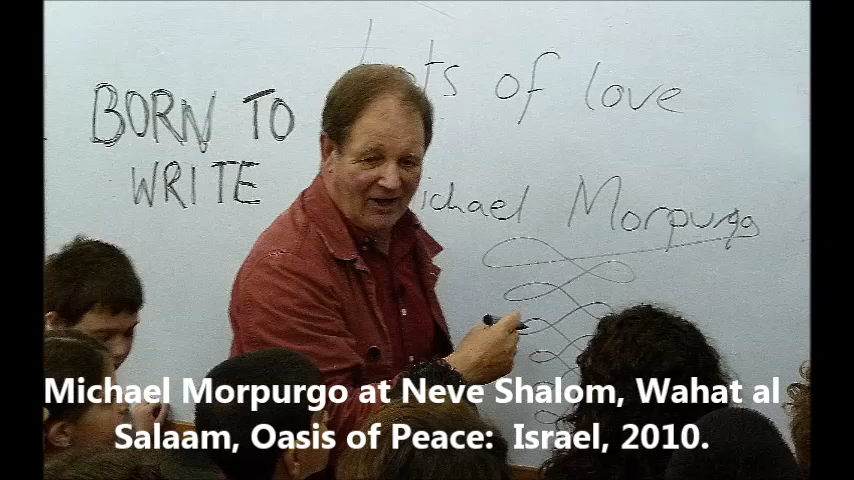 BORN TO
WRITE
of love
Michael Morpurgo
Michael Morpurgo at Neve Shalom, Wahat al
Salaam, Oasis of Peace: Israel, 2010.